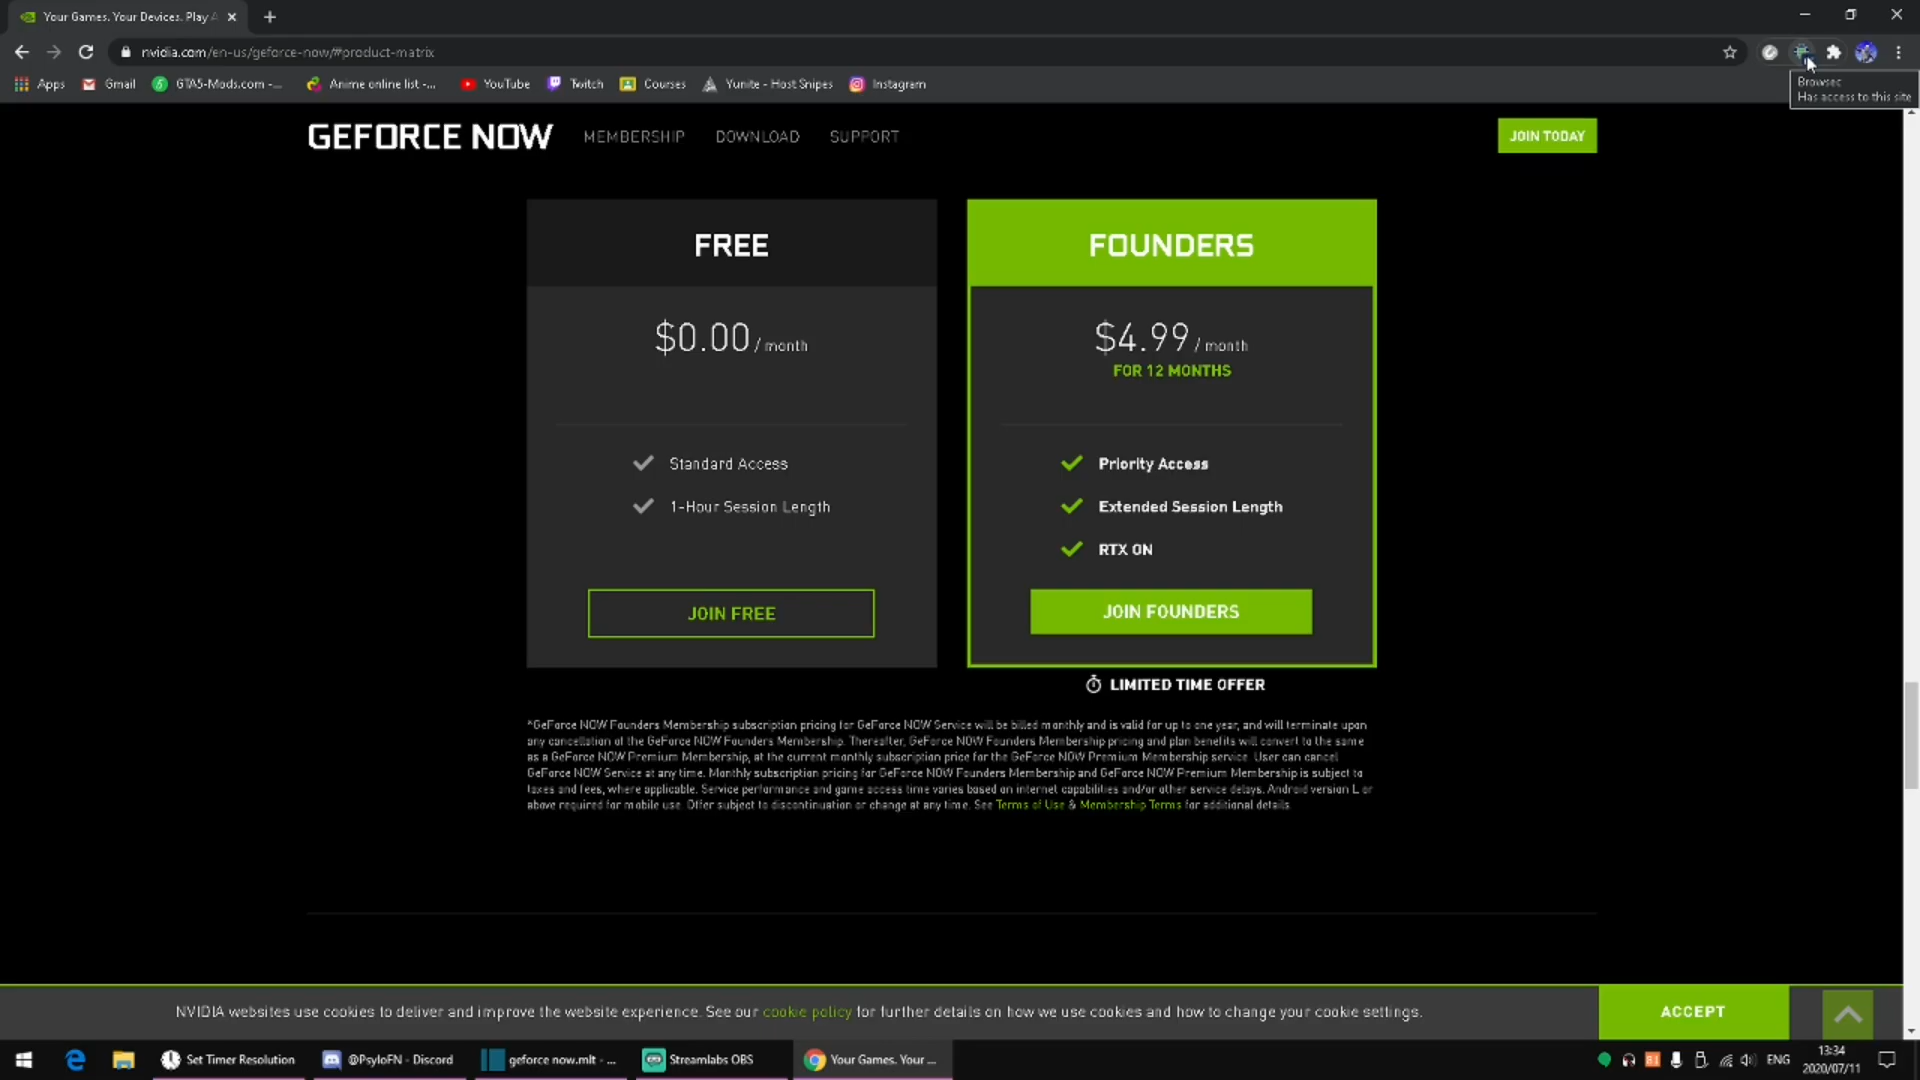 Your Games. Your Devices. Play A
nvidia.com/en-us/geforce-now/#product-matrix
Browsec
Has access to this site
Apps
Gmail
GTA5-Mods.com -...
Anime online list -...
YouTube
Twitch
Courses
Yunite - Host Snipes
Instagram
GEFORCE NOW
MEMBERSHIP
DOWNLOAD
SUPPORT
JOIN TODAY
FREE
$0.00 / month
Standard Access
1-Hour Session Length
JOIN FREE
FOUNDERS
$4.99 / month
FOR 12 MONTHS
Priority Access
Extended Session Length
RTX ON
JOIN FOUNDERS
LIMITED TIME OFFER
*GeForce NOW Founders Membership subscription pricing for GeForce NOW Service will be billed monthly and is valid for up to one year, and will terminate upon
any cancellation of the GeForce NOW Founders Membership. Thereafter, GeForce NOW Founders Membership pricing and plan benefits will convert to the same
as a GeForce NOW Premium Membership, at the current monthly subscription price for the GeForce NOW Premium Membership service. User can cancel
GeForce NOW Service at any time. Monthly subscription pricing for GeForce NOW Founders Membership and GeForce NOW Premium Membership is subject to
taxes and fees, where applicable. Service performance and game access time varies based on internet capabilities and/or other service delays. Android version L or
above required for mobile use. Offer subject to discontinuation or change at any time. See Terms of Use & Membership Terms for additional details.
NVIDIA websites use cookies to deliver and improve the website experience. See our cookie policy for further details on how we use cookies and how to change your cookie settings.
ACCEPT
Set Timer Resolution
@PsyloFN - Discord
geforce now.mlt - ...
Streamlabs OBS
Your Games. Your ...
ENG
13:34
2020/07/11